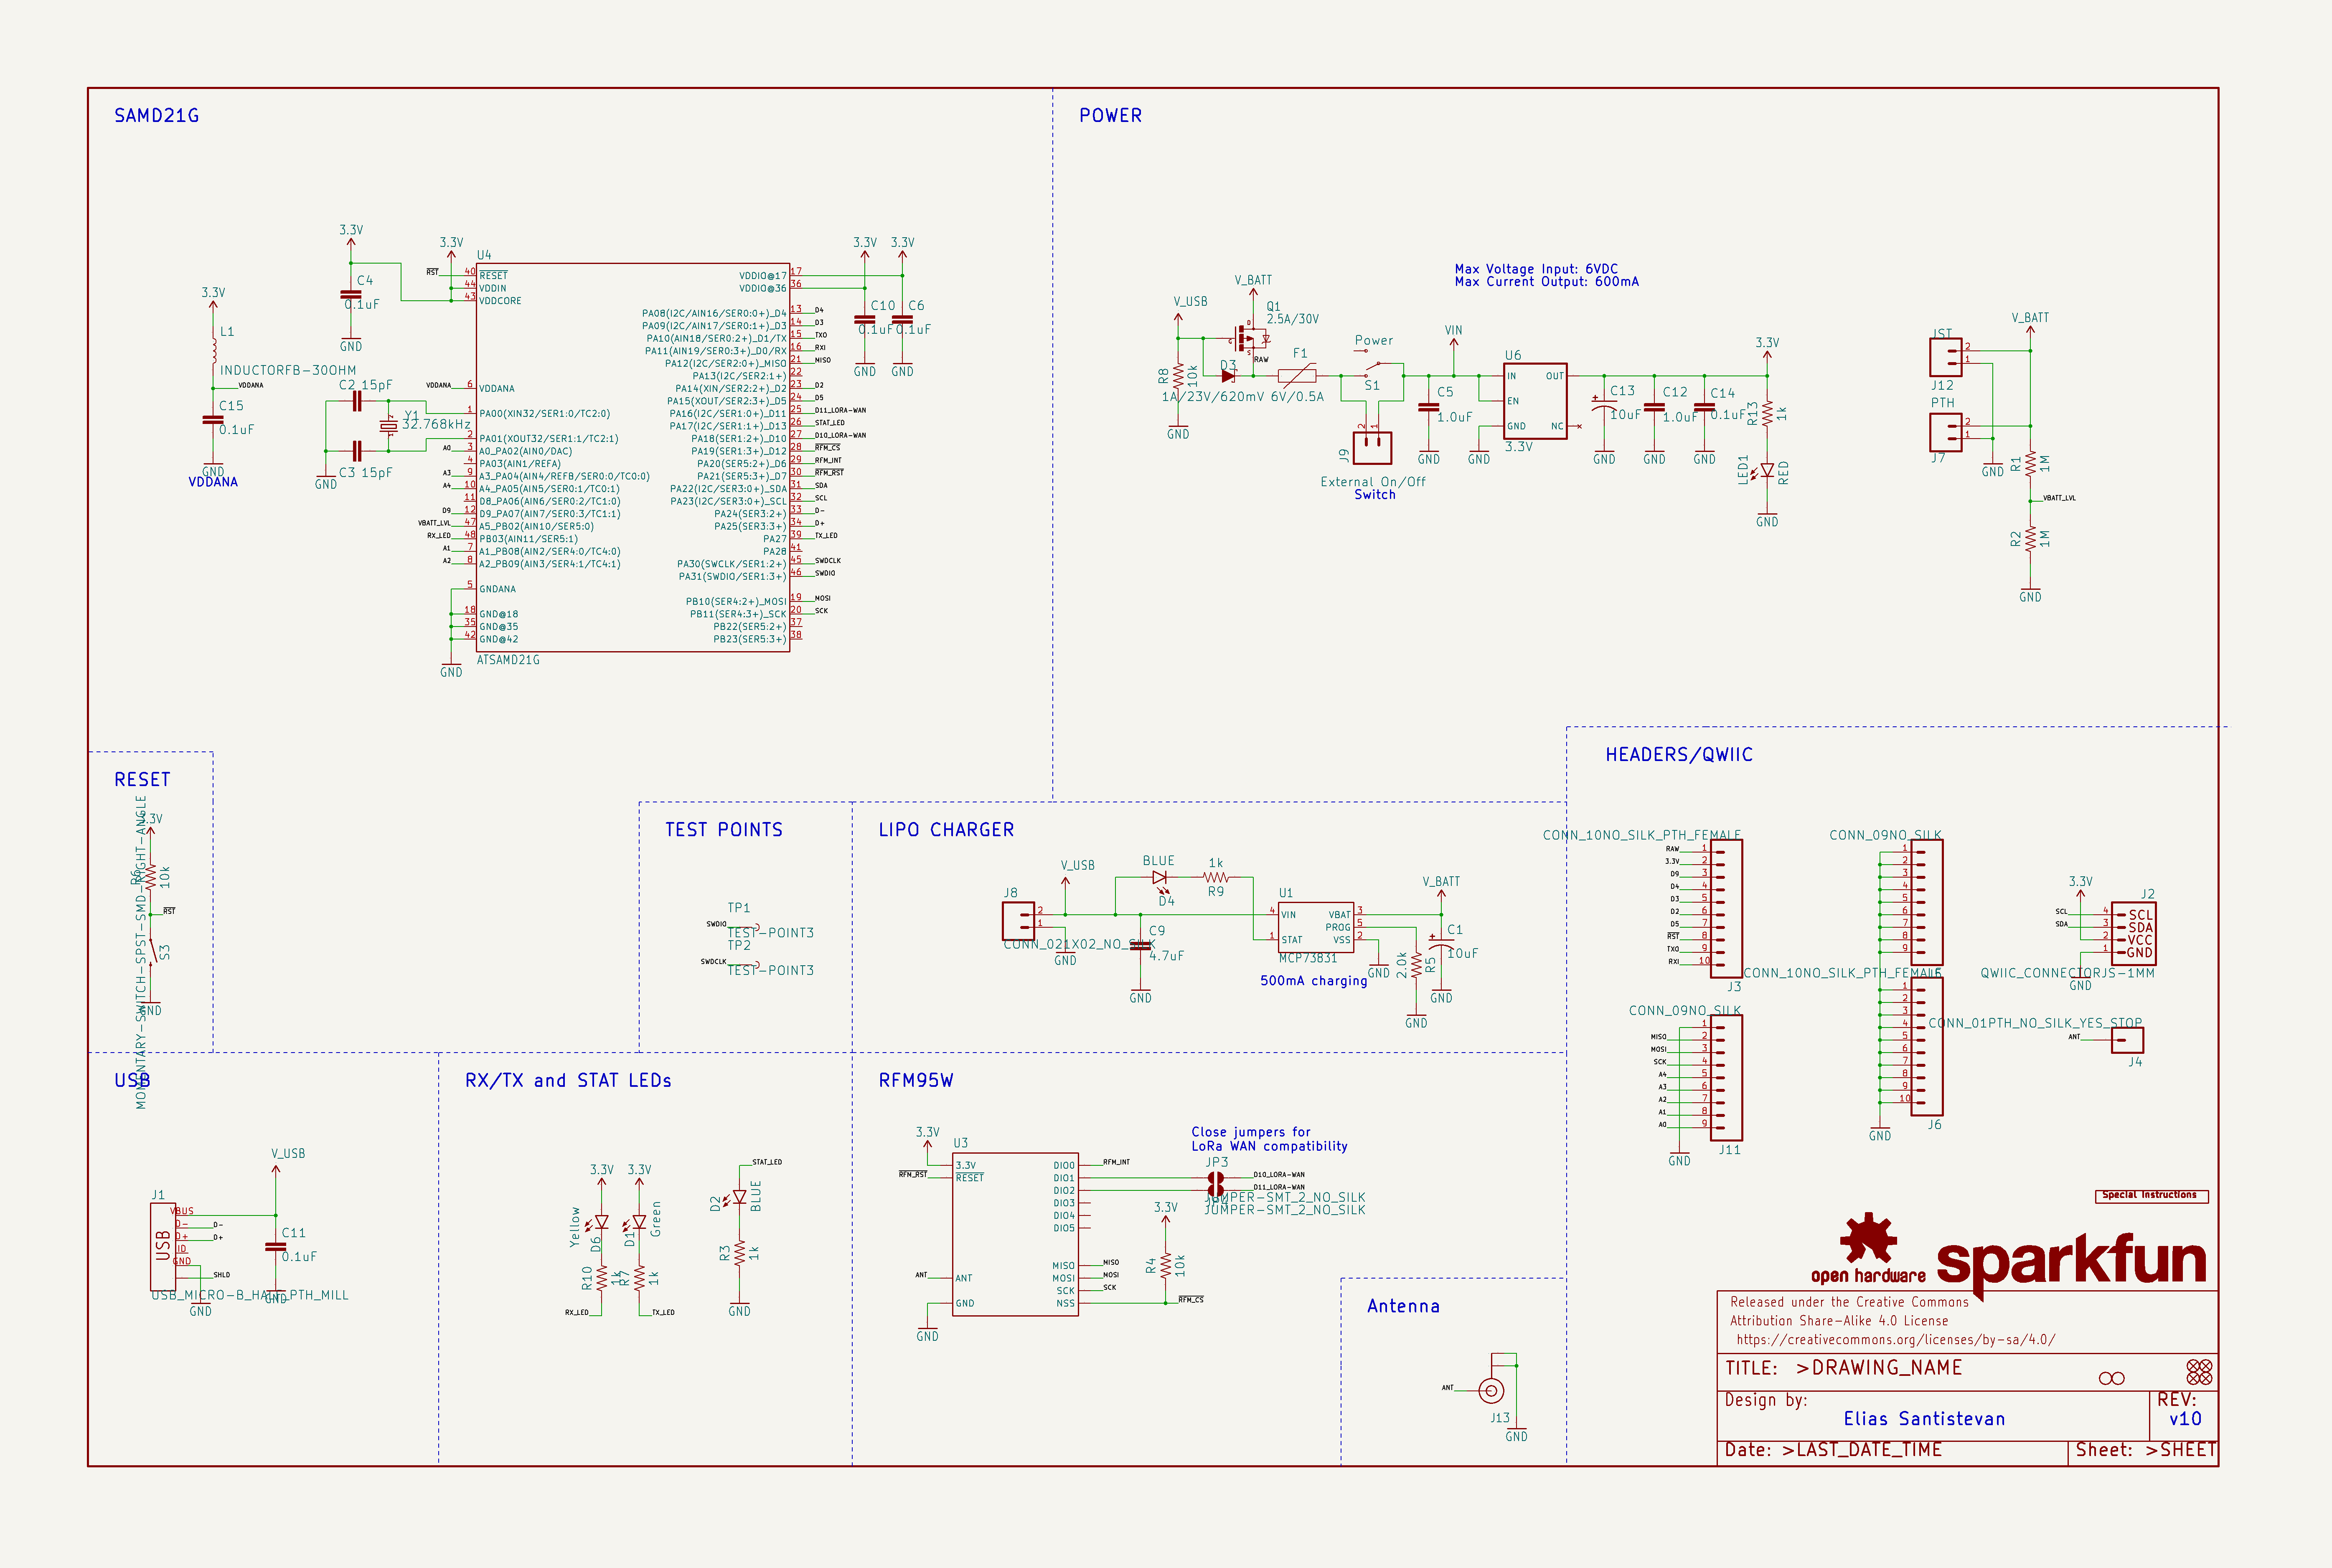 SAMD21G
3.3V
L1
INDUCTORFB-30OHM
VDDANA
C15
0.1uF
GND
VDDANA
3.3V
C4
0.1uF
GND
C2 15pF
Y1
32.768kHz
C3 15pF
GND
3.3V
U4
RST
40 RESET
44 VDDIN
43 VDDCORE
VDDANA 6 VDDANA
1 PA00(XIN32/SER1:0/TC2:0)
2 PA01(XOUT32/SER1:1/TC2:1)
A0 3 A0_PA02(AIN0/DAC)
4 PA03(AIN1/REFA)
A3 9 A3_PA04(AIN4/REFB/SER0:0/TC0:0)
A4 10 A4_PA05(AIN5/SER0:1/TC0:1)
11 D8_PA06(AIN6/SER0:2/TC1:0)
D9 12 D9_PA07(AIN7/SER0:3/TC1:1)
VBATT_LVL 47 A5_PB02(AIN10/SER5:0)
RX_LED 48 PB03(AIN11/SER5:1)
A1 7 A1_PB08(AIN2/SER4:0/TC4:0)
A2 8 A2_PB09(AIN3/SER4:1/TC4:1)
5 GNDANA
18 GND@18
35 GND@35
42 GND@42
GND
ATSAMD21G
VDDIO@17 17
VDDIO@36 36
PA08(I2C/AIN16/SER0:0+)_D4 13 D4
PA09(I2C/AIN17/SER0:1+)_D3 14 D3
PA10(AIN18/SER0:2+)_D1/TX 15 TXO
PA11(AIN19/SER0:3+)_D0/RX 16 RXI
PA12(I2C/SER2:0+)_MISO 21 MISO
PA13(I2C/SER2:1+) 22
PA14(XIN/SER2:2+)_D2 23 D2
PA15(XOUT/SER2:3+)_D5 24 D5
PA16(I2C/SER1:0+)_D11 25 D11_LORA-WAN
PA17(I2C/SER1:1+)_D13 26 STAT_LED
PA18(SER1:2+)_D10 27 D10_LORA-WAN
PA19(SER1:3+)_D12 28 RFM_CS
PA20(SER5:2+)_D6 29 RFM_INT
PA21(SER5:3+)_D7 30 RFM_RST
PA22(I2C/SER3:0+)_SDA 31 SDA
PA23(I2C/SER3:0+)_SCL 32 SCL
PA24(SER3:2+) 33 D-
PA25(SER3:3+) 34 D+
PA27 39 TX_LED
PA28 41
PA30(SWCLK/SER1:2+) 45 SWDCLK
PA31(SWDIO/SER1:3+) 46 SWDIO
PB10(SER4:2+)_MOSI 19 MOSI
PB11(SER4:3+)_SCK 20 SCK
PB22(SER5:2+) 37
PB23(SER5:3+) 38
3.3V 3.3V
C10 C6
0.1uF 0.1uF
GND GND
POWER
Max Voltage Input: 6VDC
Max Current Output: 600mA
V_USB
V_BATT
Q1
2.5A/30V
D
G
S
RAW
R8
10k
D3
1A/23V/620mV
F1
6V/0.5A
GND
Power
S1
2 1
J9
External On/Off
Switch
VIN
C5
1.0uF
GND
U6
IN OUT
EN
GND NC
3.3V
GND
C13
10uF
GND
C12
1.0uF
GND
C14
0.1uF
GND
3.3V
R13
1k
LED1
RED
GND
JST
2
1
J12
PTH
2
1
J7
GND
V_BATT
R1
1M
VBATT_LVL
R2
1M
GND
RESET
3.3V
R6
10k
RST
S3
MOMENTARY-SWITCH-SPST-SMD-RIGHT-ANGLE
GND
TEST POINTS
TP1
SWDIO
TEST-POINT3
TP2
SWDCLK
TEST-POINT3
LIPO CHARGER
J8
2
1
CONN_021X02_NO_SILK
V_USB
GND
BLUE
D4
1k
R9
C9
4.7uF
GND
U1
4 VIN VBAT 3
PROG 5
1 STAT VSS 2
MCP73831
GND
500mA charging
2.0k
R5
GND
V_BATT
C1
10uF
GND
HEADERS/QWIIC
CONN_10NO_SILK_PTH_FEMALE
RAW 1
3.3V 2
D9 3
D4 4
D3 5
D2 6
D5 7
RST 8
TXO 9
RXI 10
J3
CONN_09NO_SILK
1
MISO 2
MOSI 3
SCK 4
A4 5
A3 6
A2 7
A1 8
A0 9
J11
GND
CONN_09NO_SILK
1
2
3
4
5
6
7
8
9
CONN_10NO_SILK_PTH_FEMALE
1
2
3
4
5
6
7
8
9
10
J6
GND
3.3V
J2
SCL 4 SCL
SDA 3 SDA
2 VCC
1 GND
QWIIC_CONNECTORJS-1MM
GND
CONN_01PTH_NO_SILK_YES_STOP
ANT
J4
USB
J1
USB
VBUS
D- D-
D+ D+
ID
GND
SHLD
USB_MICRO-B_HALF_PTH_MILL
GND
V_USB
C11
0.1uF
GND
RX/TX and STAT LEDs
3.3V 3.3V
Yellow
D6
R10
1k
RX_LED
Green
D1
R7
1k
TX_LED
STAT_LED
D2
BLUE
R3
1k
GND
RFM95W
3.3V
U3
3.3V
RFM_RST RESET
ANT ANT
GND
GND
DIO0 RFM_INT
DIO1
DIO2
DIO3
DIO4
DIO5
MISO MISO
MOSI MOSI
SCK SCK
NSS RFM_CS
Close jumpers for
LoRa WAN compatibility
JP3
D10_LORA-WAN
D11_LORA-WAN
JUMPER-SMT_2_NO_SILK
JUMPER-SMT_2_NO_SILK
3.3V
R4
10k
Antenna
ANT
J13
GND
Special Instructions
open hardware
sparkfun
Released under the Creative Commons
Attribution Share-Alike 4.0 License
https://creativecommons.org/licenses/by-sa/4.0/
TITLE: >DRAWING_NAME
Design by:
Elias Santistevan
REV:
v10
Date: >LAST_DATE_TIME
Sheet: >SHEET